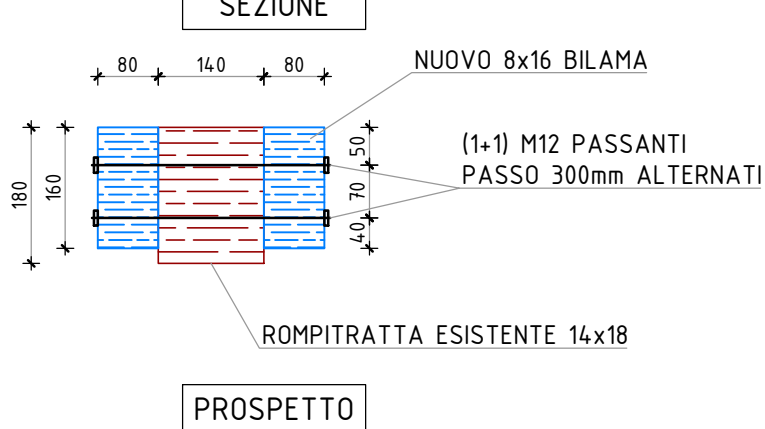 SEZIONE
80
140
80
NUOVO 8x16 BILAMA
(1+1) M12 PASSANTI
PASSO 300mm ALTERNATI
180
160
50
70
40
ROMPITRATTA ESISTENTE 14x18
PROSPETTO